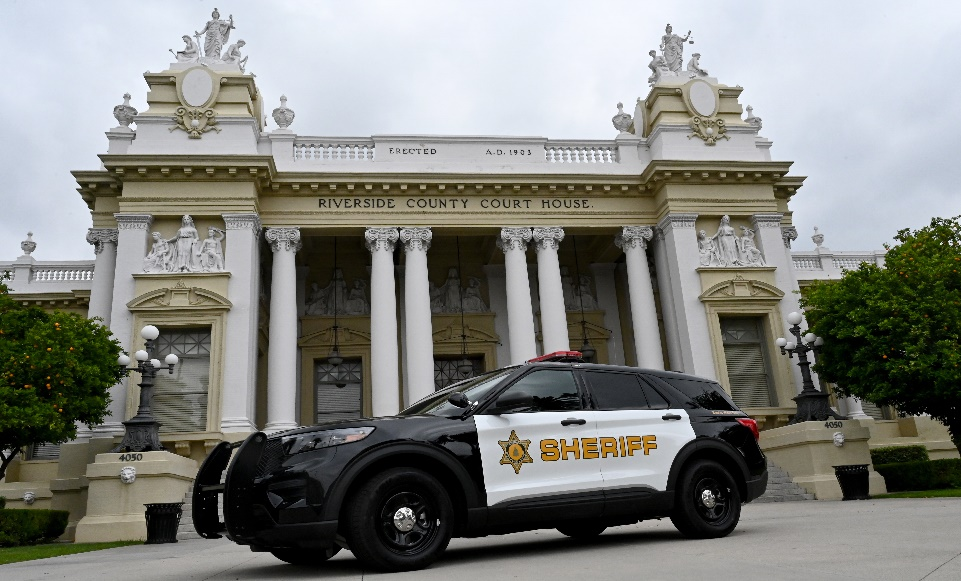 ERECTED A.D. 1903
RIVERSIDE COUNTY COURT HOUSE.
4050
4050
SHERIFF